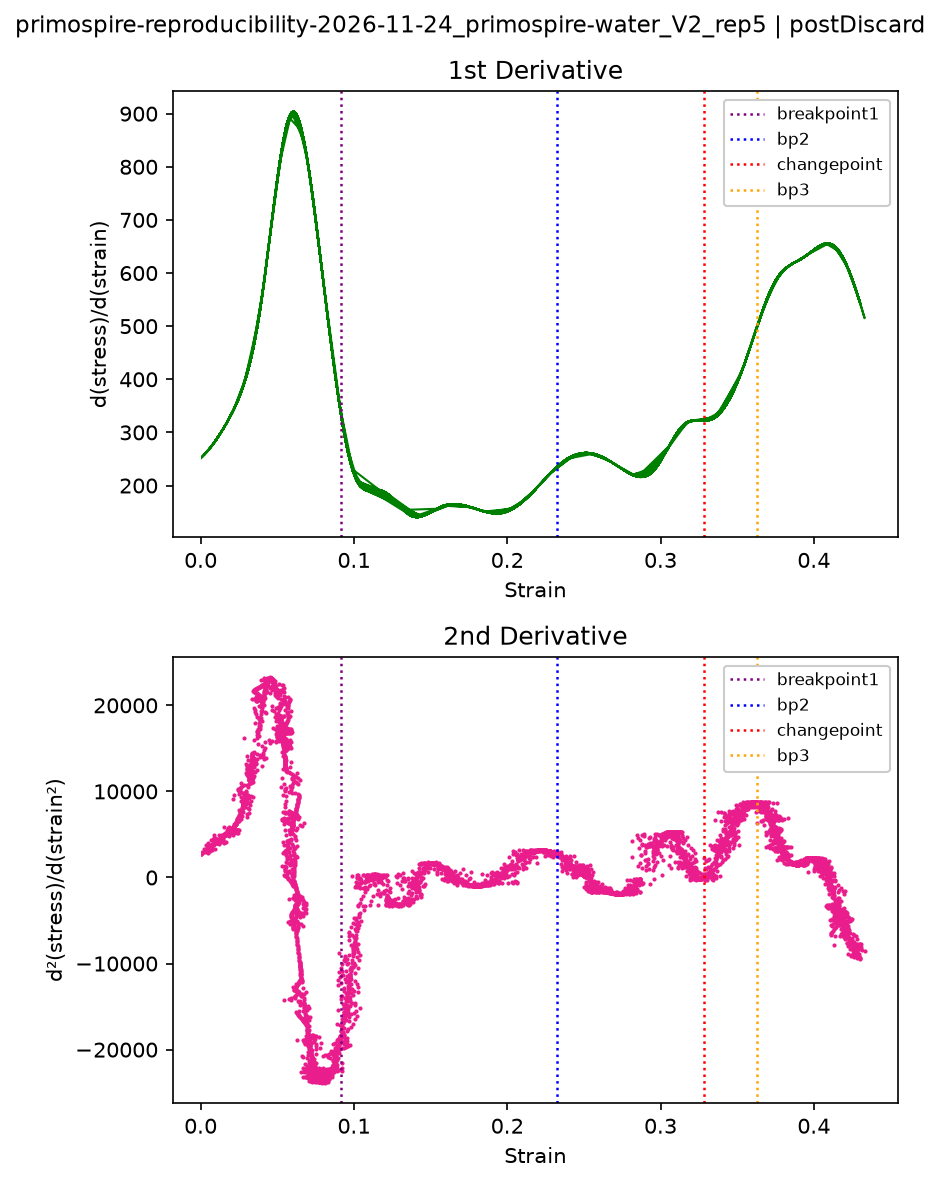 primospire-reproducibility-2026-11-24_primospire-water_V2_rep5 | postDiscard
1st Derivative
900
800
700
600
500
400
300
200
d(stress)/d(strain)
breakpoint1
bp2
changepoint
bp3
0.0 0.1 0.2 0.3 0.4
Strain
2nd Derivative
20000
10000
0
−10000
−20000
d²(stress)/d(strain²)
breakpoint1
bp2
changepoint
bp3
0.0 0.1 0.2 0.3 0.4
Strain